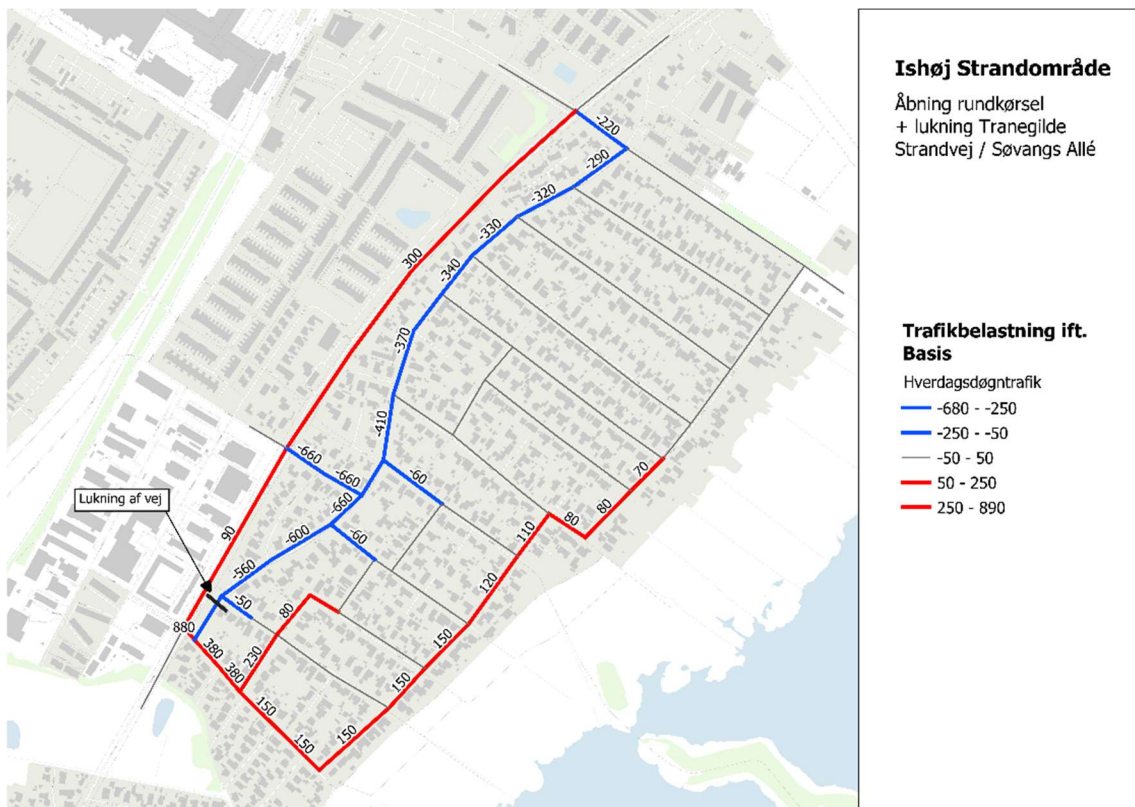 Ishøj Strandområde
Åbning rundkørsel
+ lukning Tranegilde
Strandvej / Søvangs Allé
Trafikbelastning ift.
Basis
Hverdagsdøgntrafik
-680 - -250
-250 - -50
-50 - 50
50 - 250
250 - 890
-220
-290
-320
-330
-340
300
-370
-410
-660
-660
-60
-660
70
80
80
110
Lukning af vej
90
-600
-60
-560
120
-50
80
880
380
230
150
380
150
150
150
150